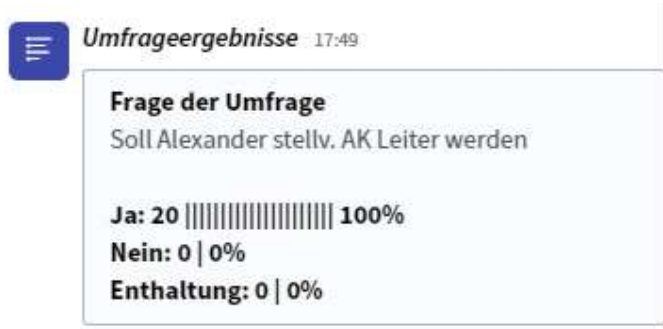 Umfrageergebnisse 17:49
Frage der Umfrage
Soll Alexander stellv. AK Leiter werden
Ja: 20 ||||||||||||||||||||| 100%
Nein: 0 | 0%
Enthaltung: 0 | 0%